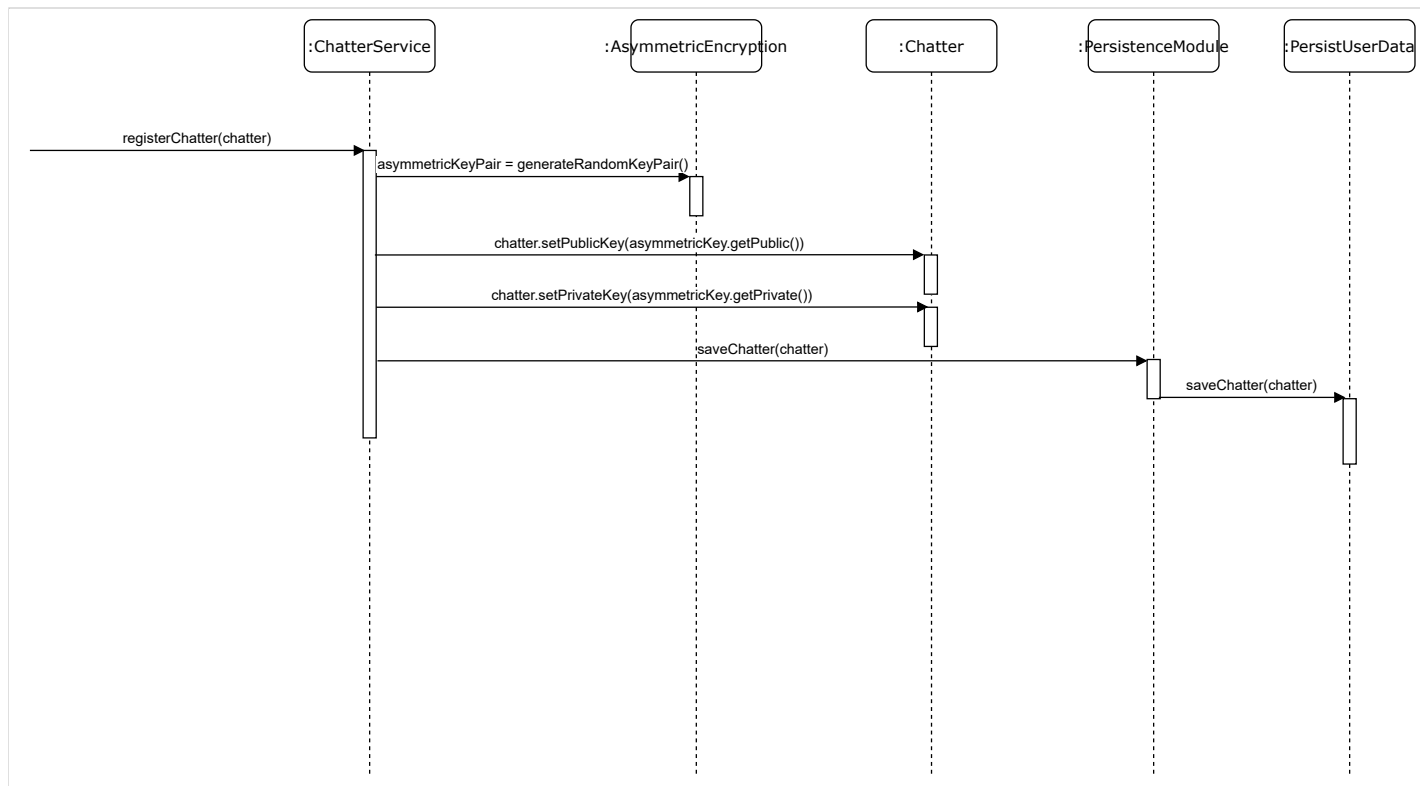 :ChatterService
:AsymmetricEncryption
:Chatter
:PersistenceModule
:PersistUserData
registerChatter(chatter)
asymmetricKeyPair = generateRandomKeyPair()
chatter.setPublicKey(asymmetricKey.getPublic())
chatter.setPrivateKey(asymmetricKey.getPrivate())
saveChatter(chatter)
saveChatter(chatter)